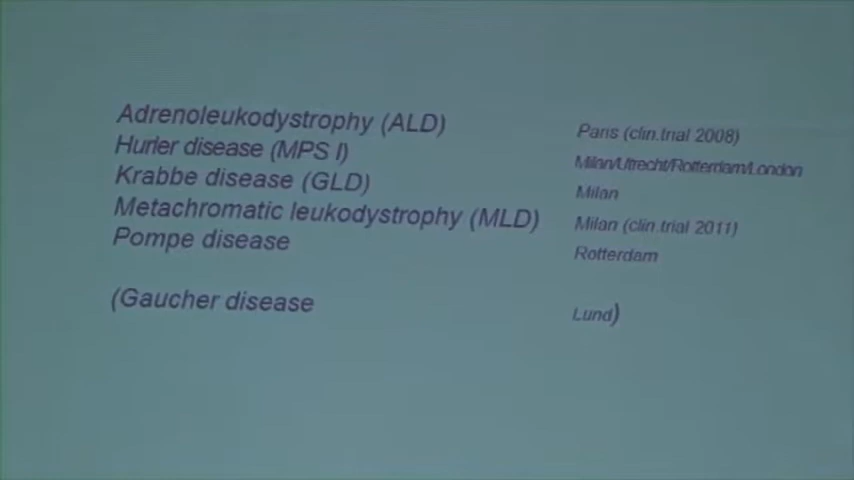 Adrenoleukodystrophy (ALD) Paris (clin.trial 2008)
Hurler disease (MPS I) Milan/Utrecht/Rotterdam/London
Krabbe disease (GLD) Milan
Metachromatic leukodystrophy (MLD) Milan (clin.trial 2011)
Pompe disease Rotterdam
(Gaucher disease Lund)